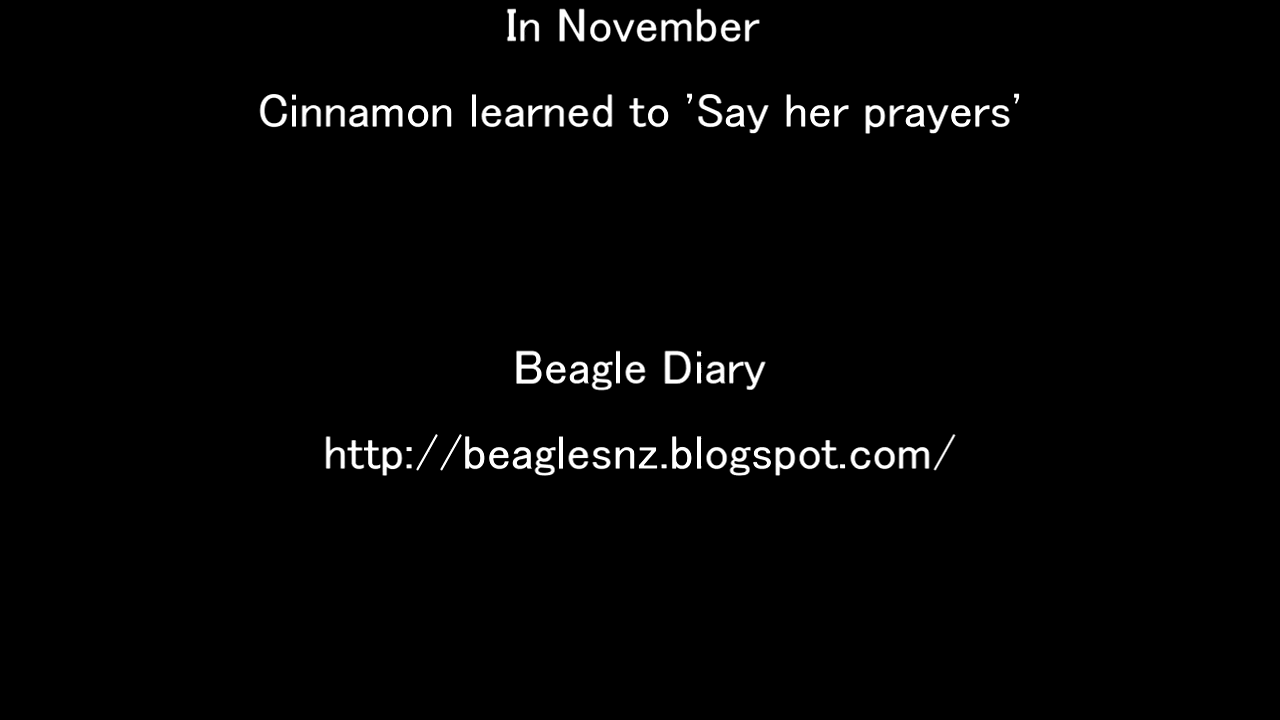 In November
Cinnamon learned to 'Say her prayers'
Beagle Diary
http://beaglesnz.blogspot.com/